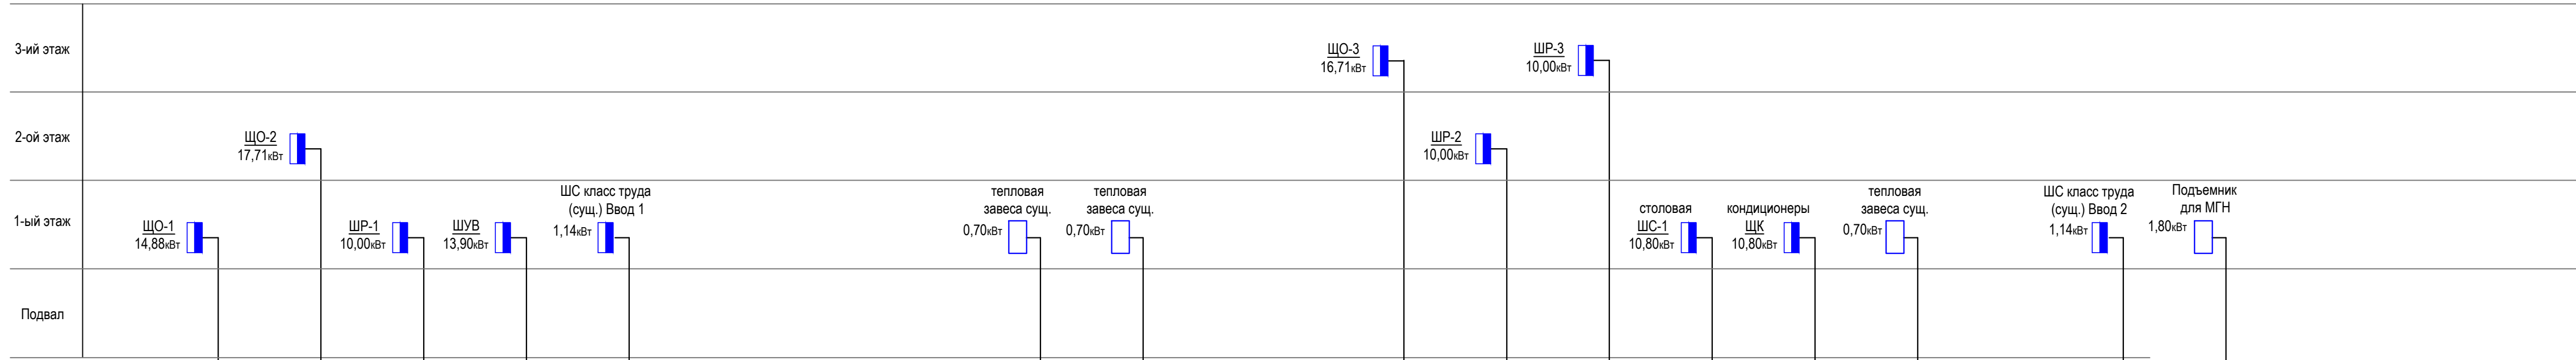 3-ий этаж
ЩО-3
16,71кВт
ШР-3
10,00кВт
2-ой этаж
ЩО-2
17,71кВт
ШР-2
10,00кВт
1-ый этаж
ЩО-1
14,88кВт
ШР-1
10,00кВт
ШУВ
13,90кВт
ШС класс труда
(сущ.) Ввод 1
1,14кВт
тепловая
завеса сущ.
0,70кВт
тепловая
завеса сущ.
0,70кВт
столовая
ШС-1
10,80кВт
кондиционеры
ЩК
10,80кВт
тепловая
завеса сущ.
0,70кВт
ШС класс труда
(сущ.) Ввод 2
1,14кВт
Подъемник
для МГН
1,80кВт
Подвал